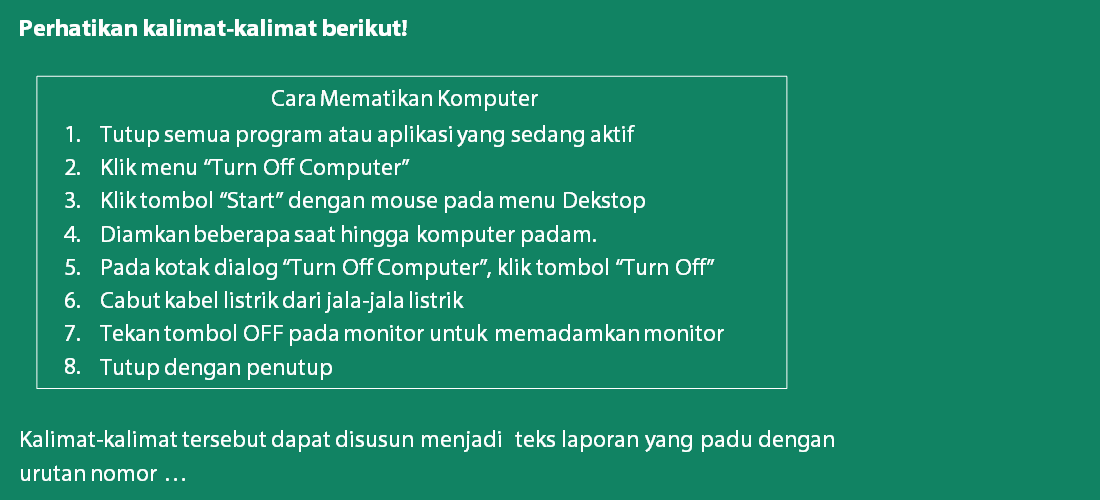 Perhatikan kalimat-kalimat berikut!
Cara Mematikan Komputer
1. Tutup semua program atau aplikasi yang sedang aktif
2. Klik menu “Turn Off Computer”
3. Klik tombol “Start” dengan mouse pada menu Dekstop
4. Diamkan beberapa saat hingga komputer padam.
5. Pada kotak dialog “Turn Off Computer”, klik tombol “Turn Off”
6. Cabut kabel listrik dari jala-jala listrik
7. Tekan tombol OFF pada monitor untuk memadamkan monitor
8. Tutup dengan penutup
Kalimat-kalimat tersebut dapat disusun menjadi teks laporan yang padu dengan
urutan nomor …